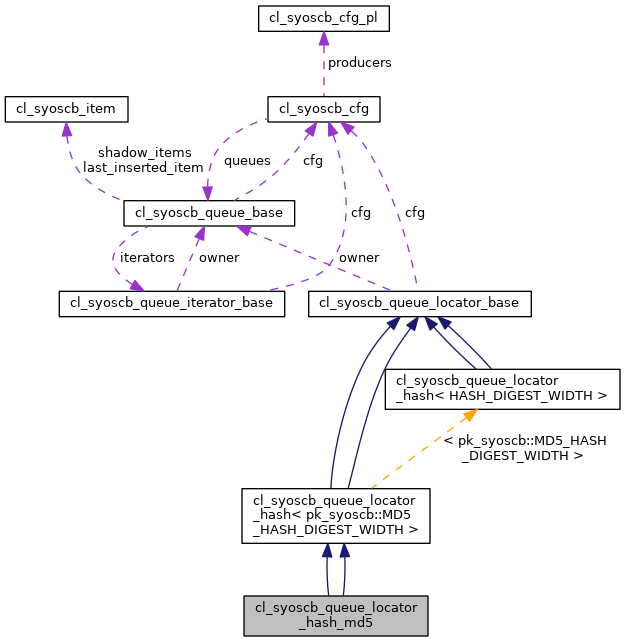 cl_syoscb_cfg_pl
producers
cl_syoscb_item
cl_syoscb_cfg
shadow_items
last_inserted_item
queues
cfg
cl_syoscb_queue_base
cfg
cfg
iterators
owner
owner
cl_syoscb_queue_iterator_base
cl_syoscb_queue_locator_base
cl_syoscb_queue_locator
_hash< HASH_DIGEST_WIDTH >
< pk_syoscb::MD5_HASH
_DIGEST_WIDTH >
cl_syoscb_queue_locator
_hash< pk_syoscb::MD5
_HASH_DIGEST_WIDTH >
cl_syoscb_queue_locator
_hash_md5